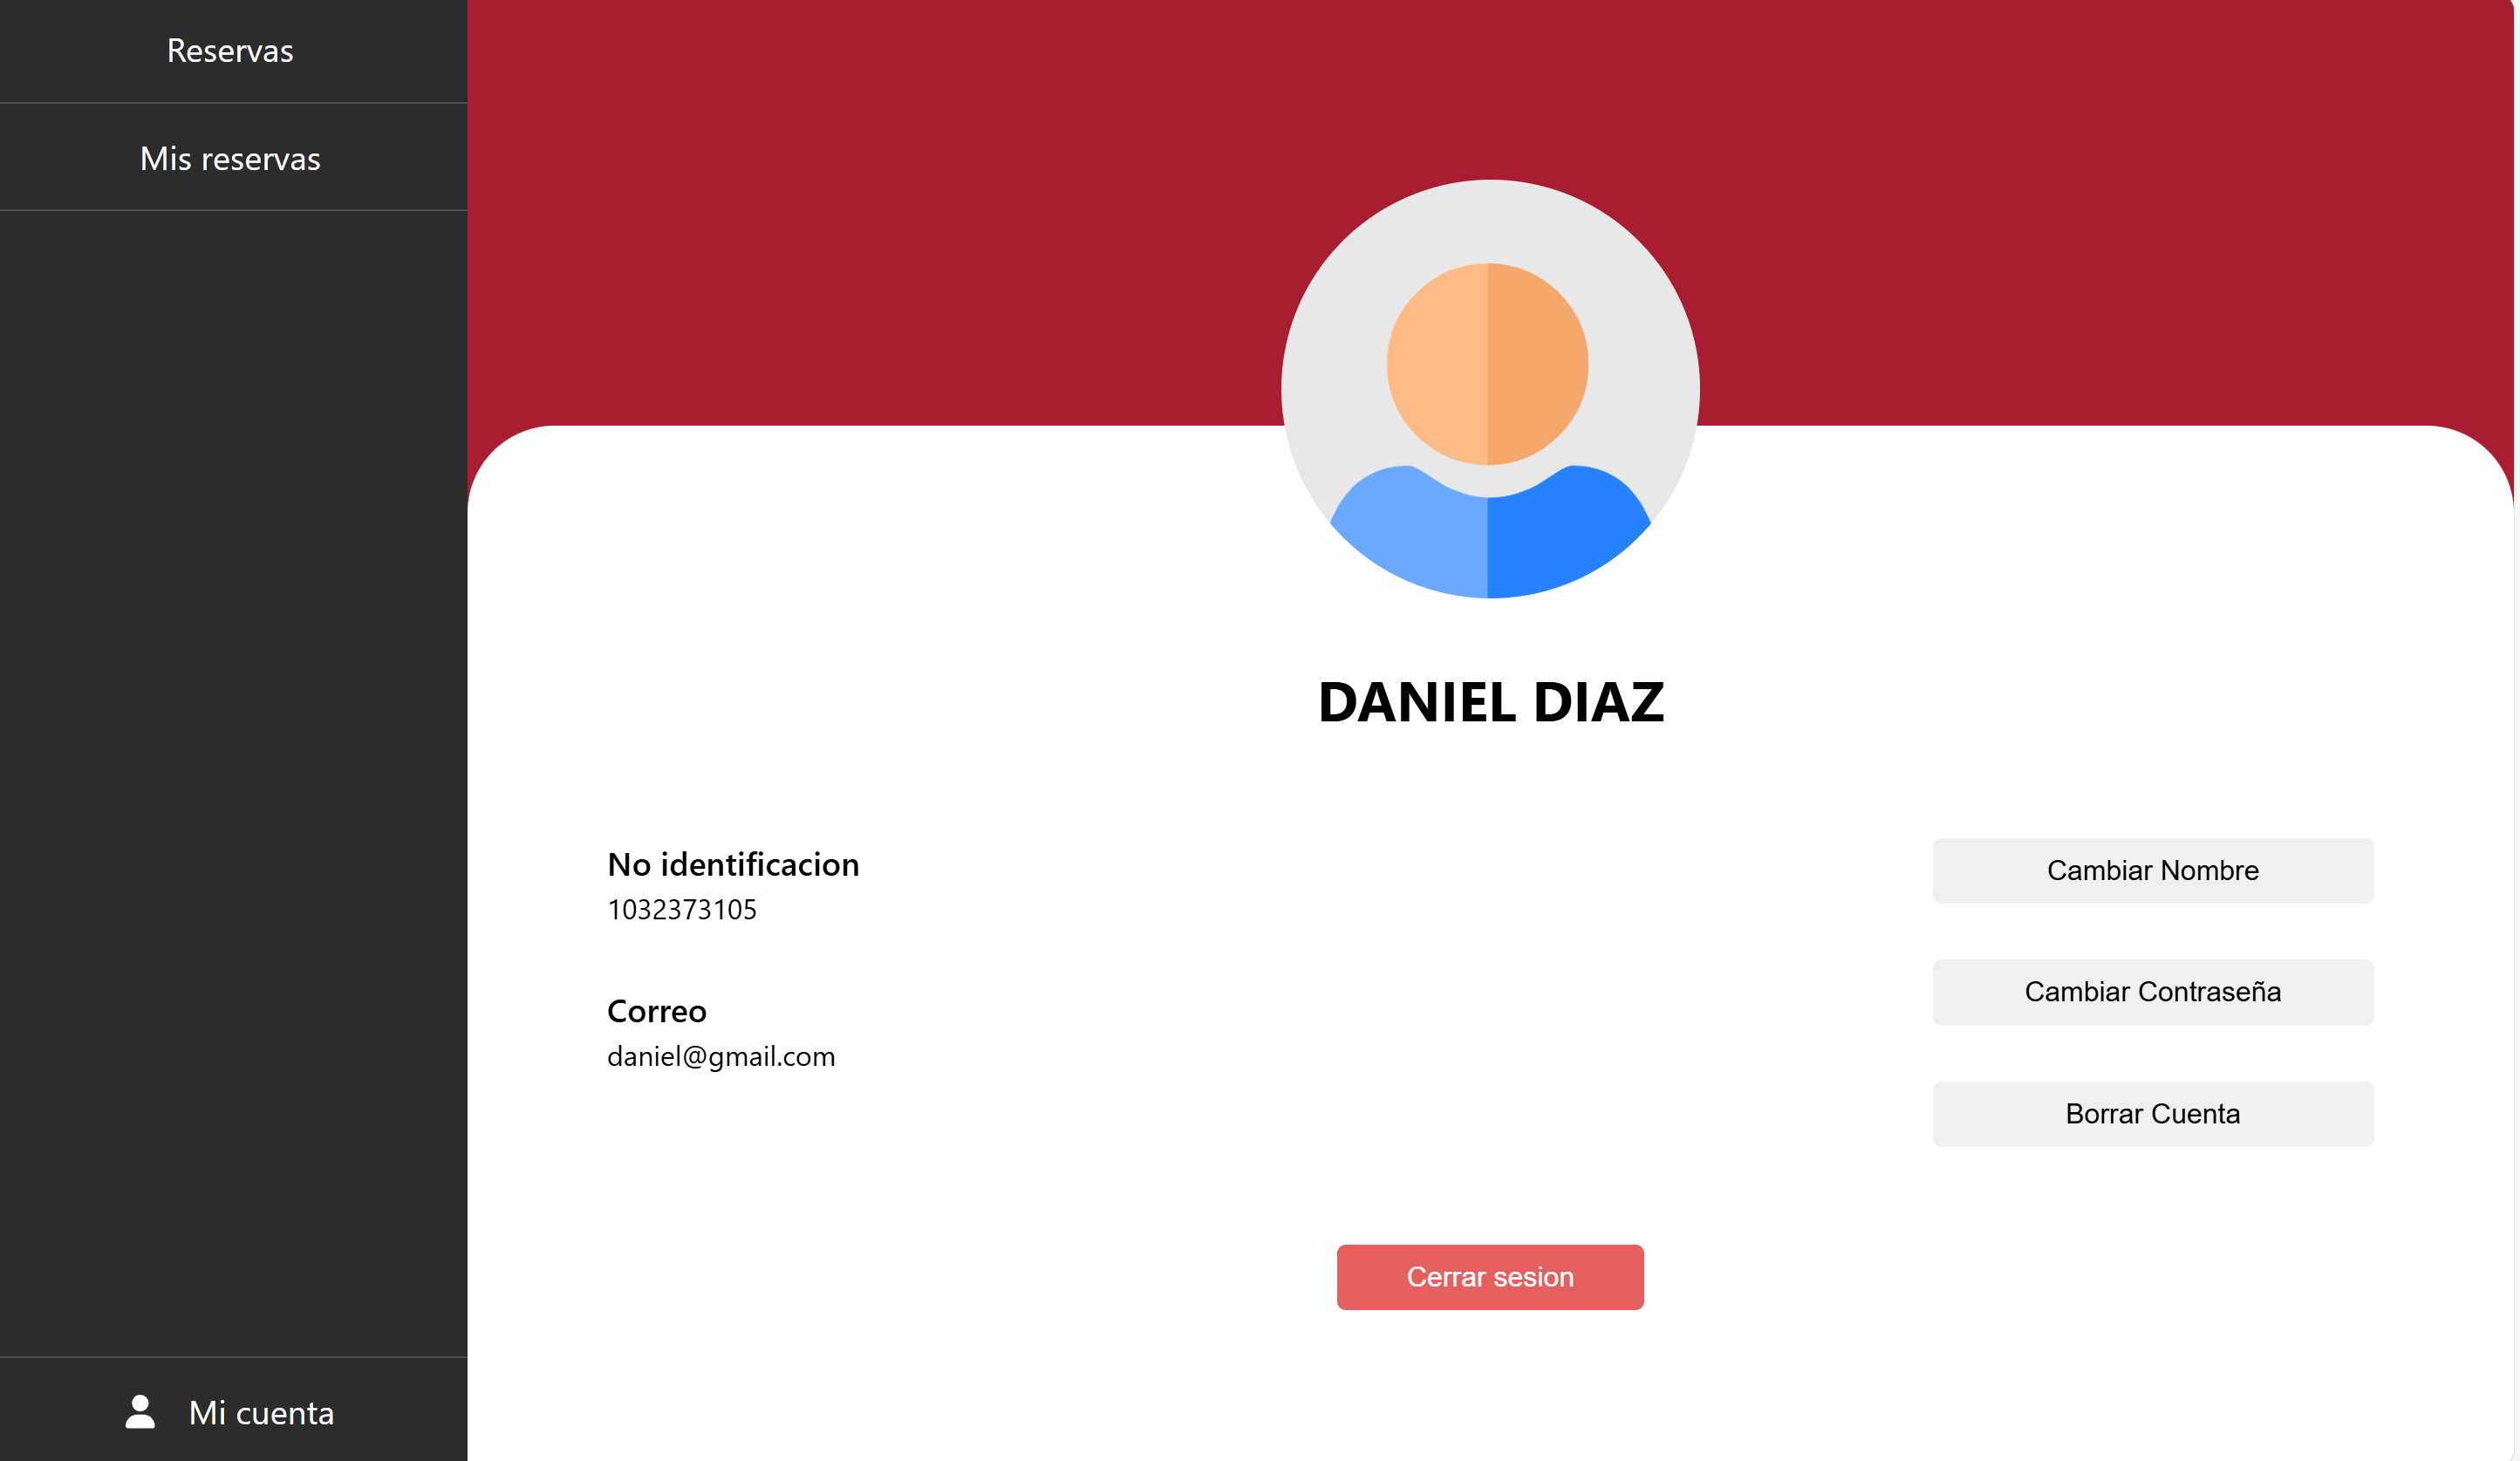 Reservas
Mis reservas
DANIEL DIAZ
No identificacion
1032373105
Correo
daniel@gmail.com
Cambiar Nombre
Cambiar Contraseña
Borrar Cuenta
Cerrar sesion
Mi cuenta